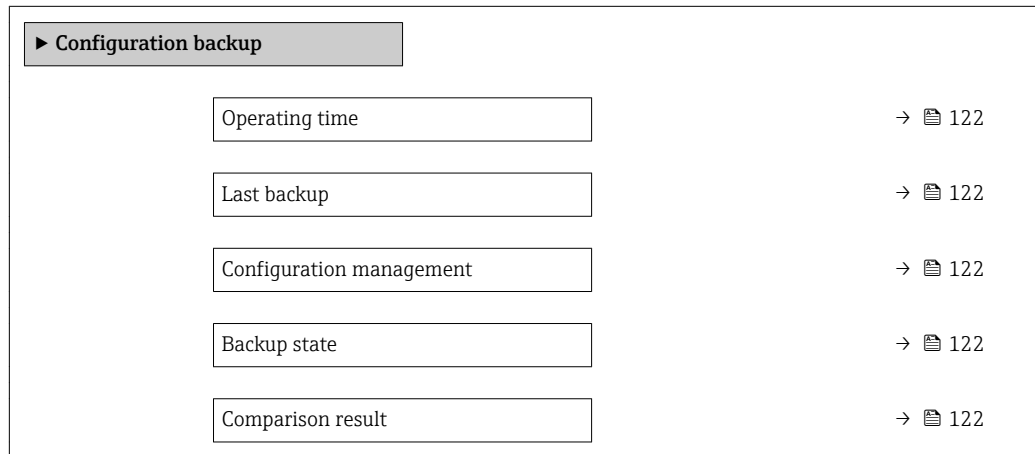 ► Configuration backup
Operating time → 122
Last backup → 122
Configuration management → 122
Backup state → 122
Comparison result → 122